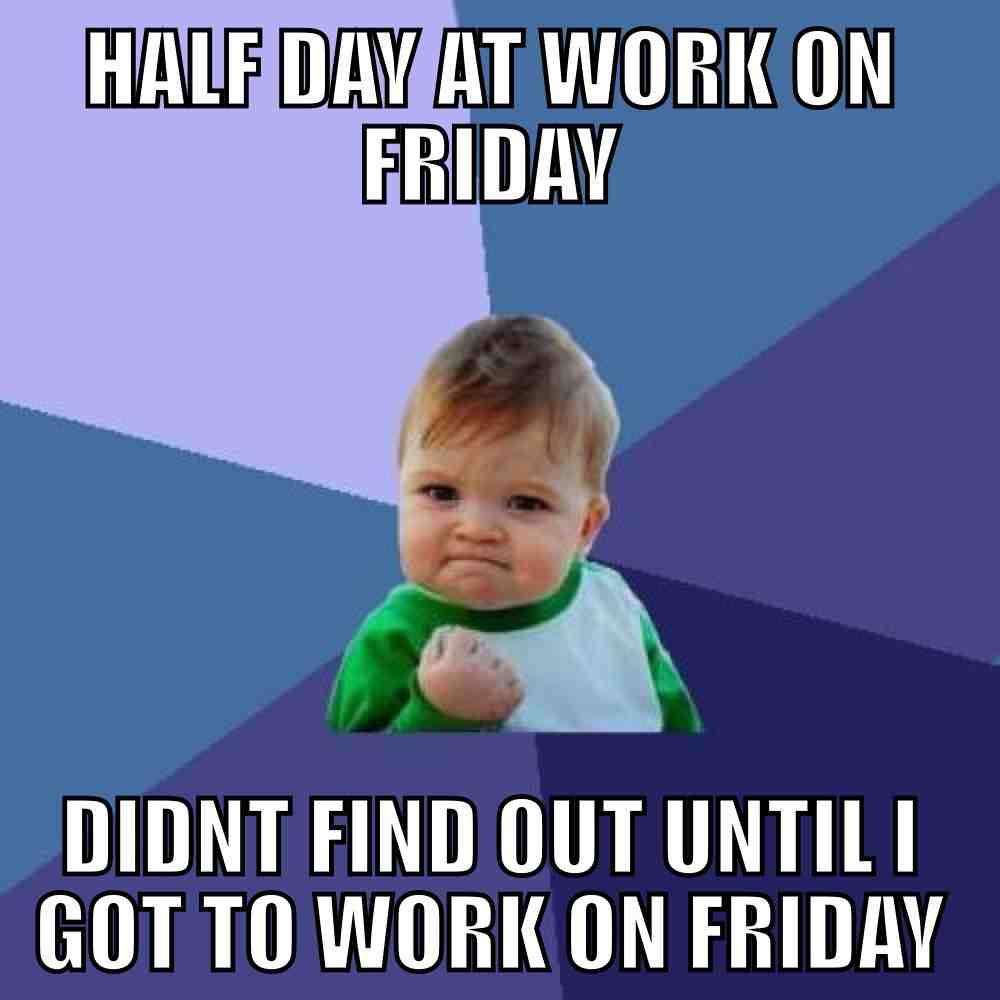 HALF DAY AT WORK ON
FRIDAY
DIDNT FIND OUT UNTIL I
GOT TO WORK ON FRIDAY